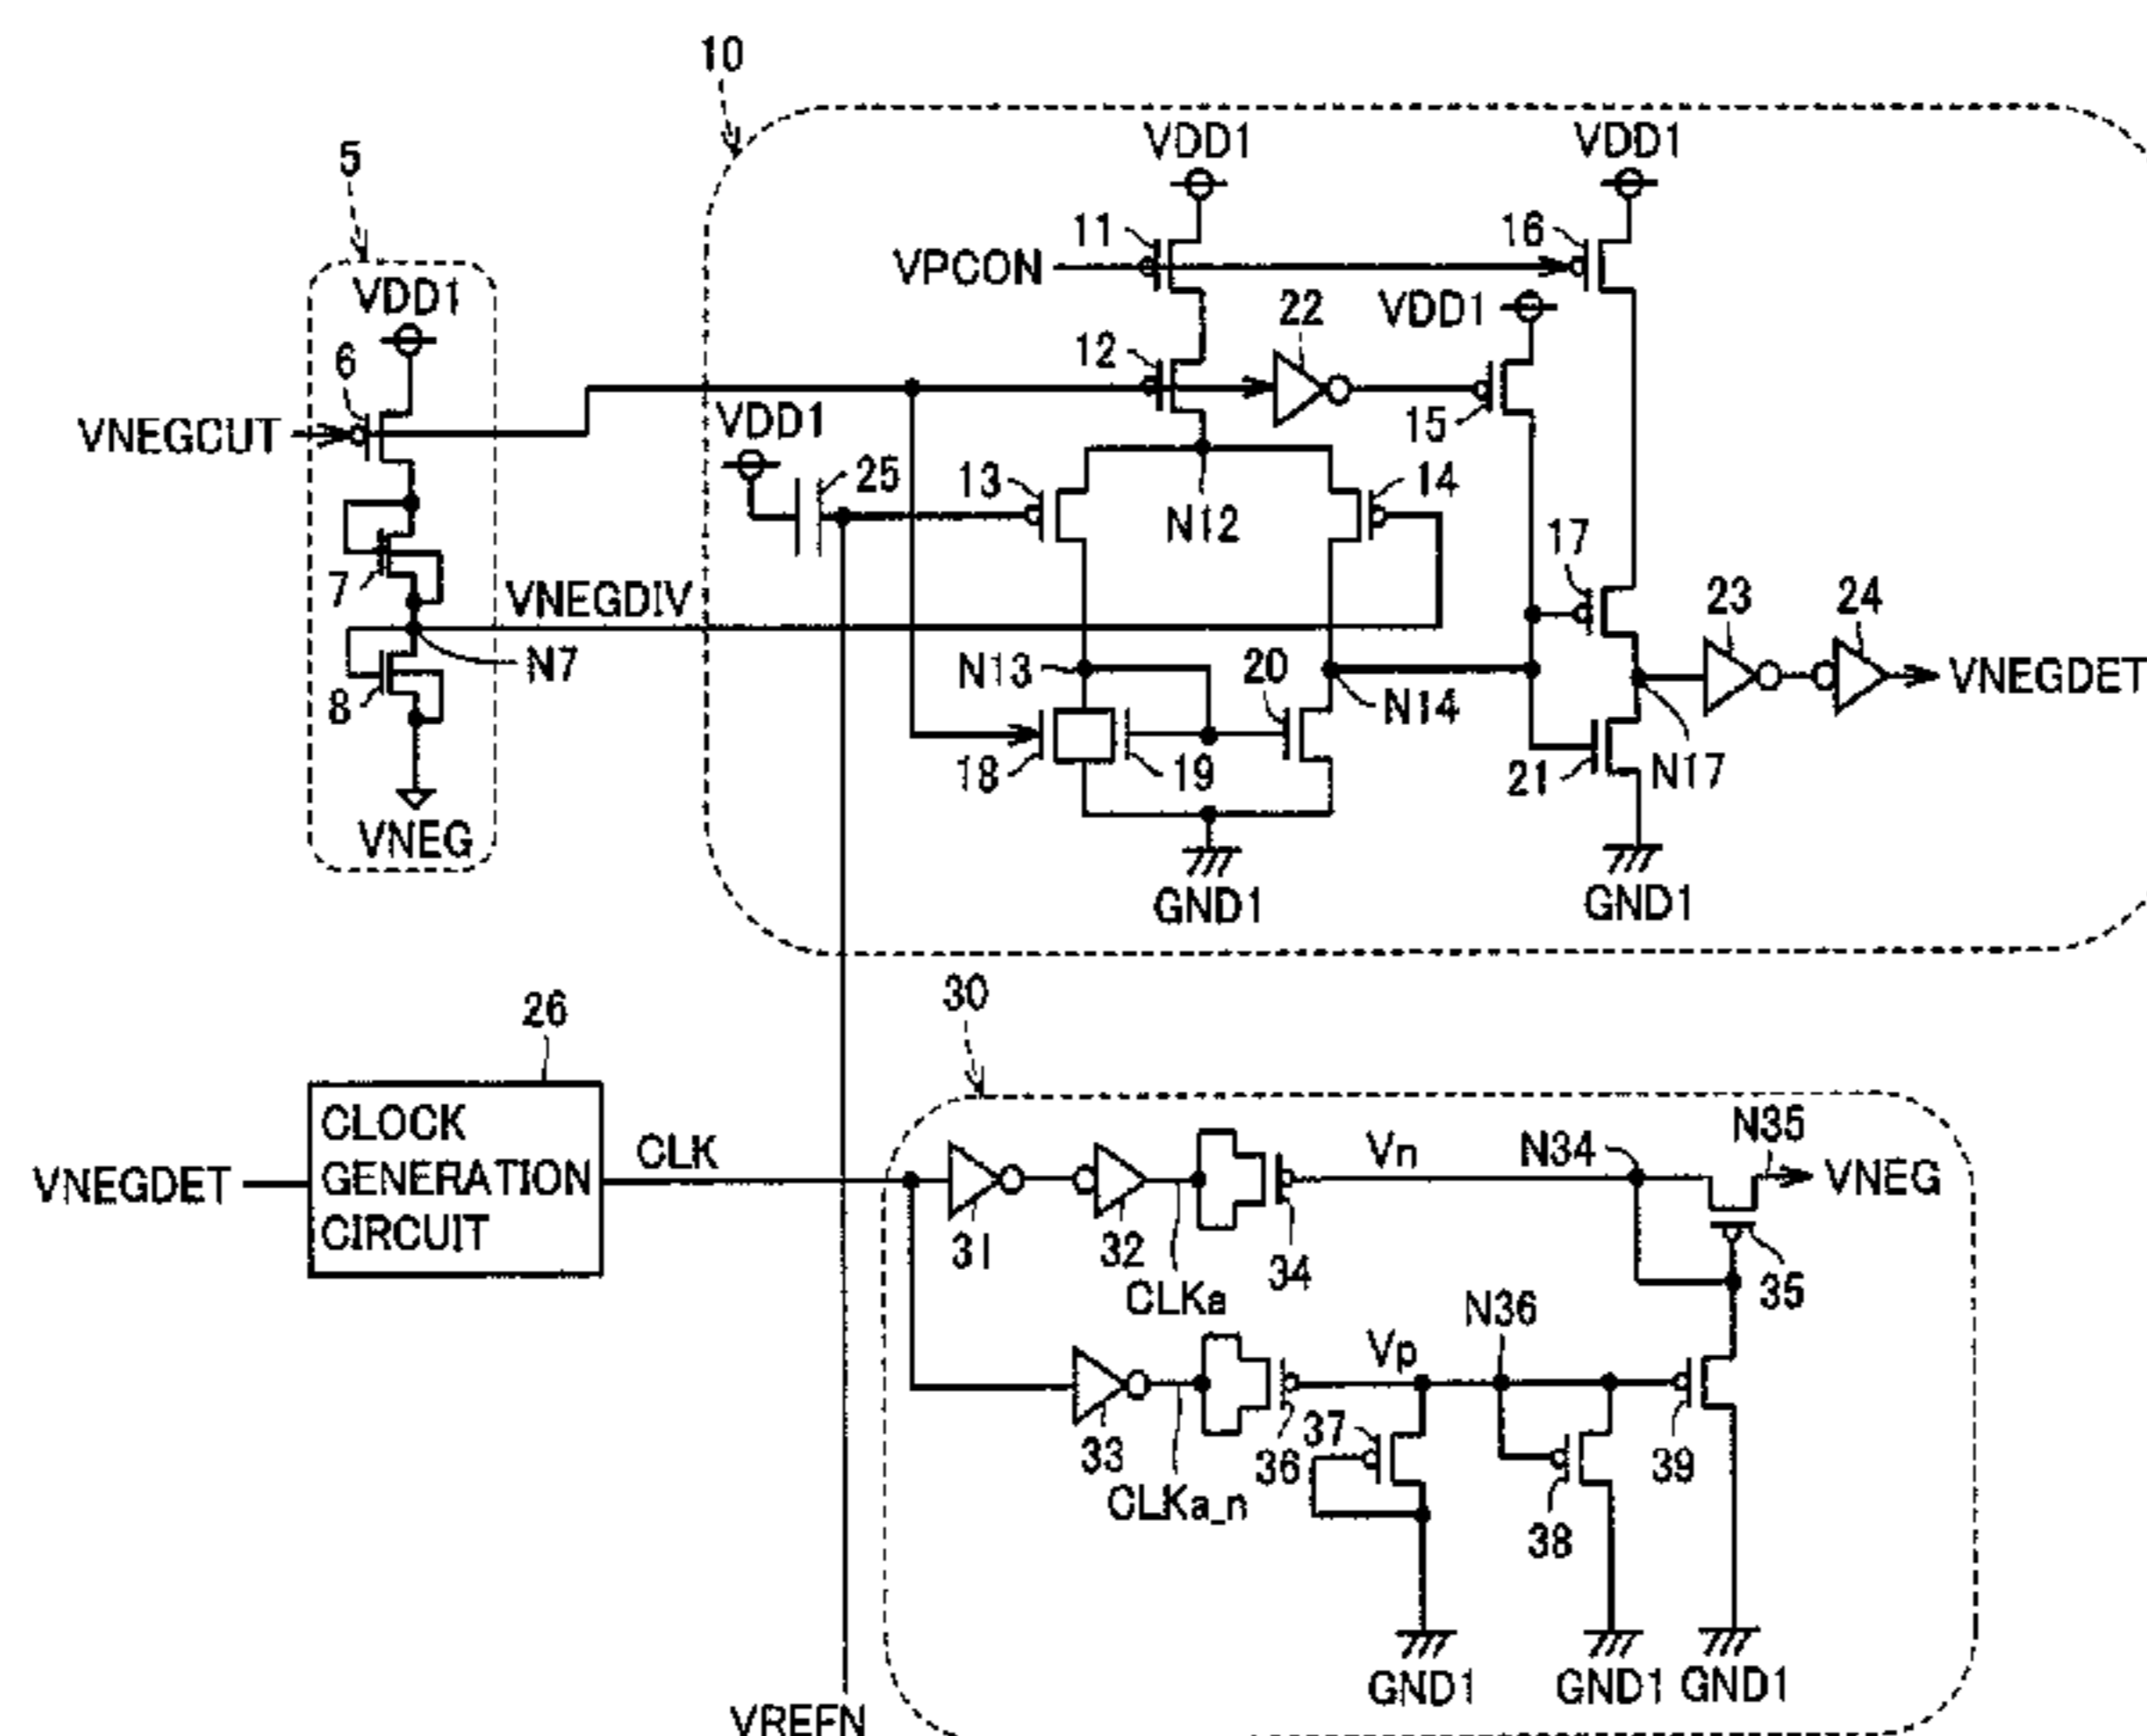 10
VDD1
VDD1
5
11
16
VPCON
VDD1
22
VDD1
6
12
VDD1
15
VNEGCUT
25
13
14
N12
17
7
VNEGDIV
23
24
N7
N13
20
N14
VNEGDET
8
18
19
21
N17
VNEG
GND1
GND1
26
30
CLOCK
GENERATION
CIRCUIT
CLK
VNEGDET
Vn
N34
N35
VNEG
31
32
34
35
CLKa
N36
Vp
33
36
37
39
CLKa_n
38
GND1
GND1
GND1
VREFN